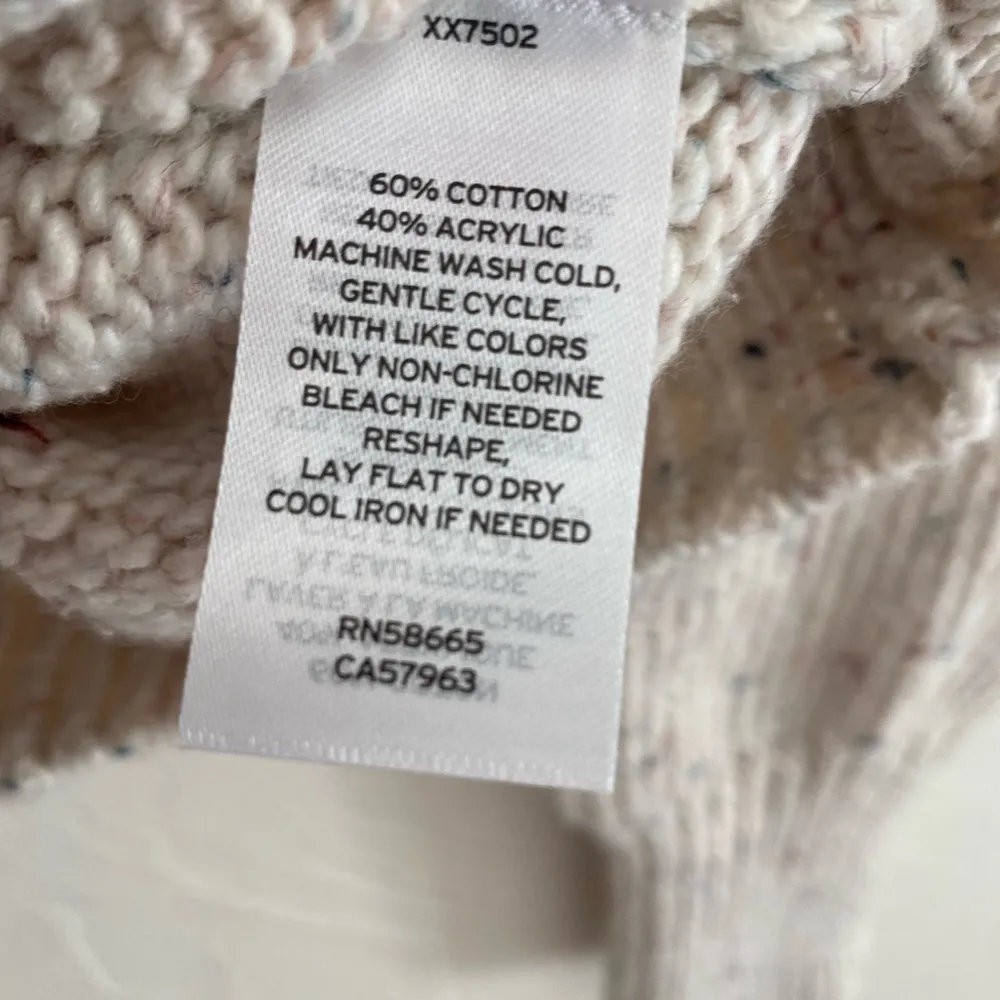 XX7502
60% COTTON
40% ACRYLIC
MACHINE WASH COLD,
GENTLE CYCLE,
WITH LIKE COLORS
ONLY NON-CHLORINE
BLEACH IF NEEDED
RESHAPE,
LAY FLAT TO DRY
COOL IRON IF NEEDED
RN58665
CA57963